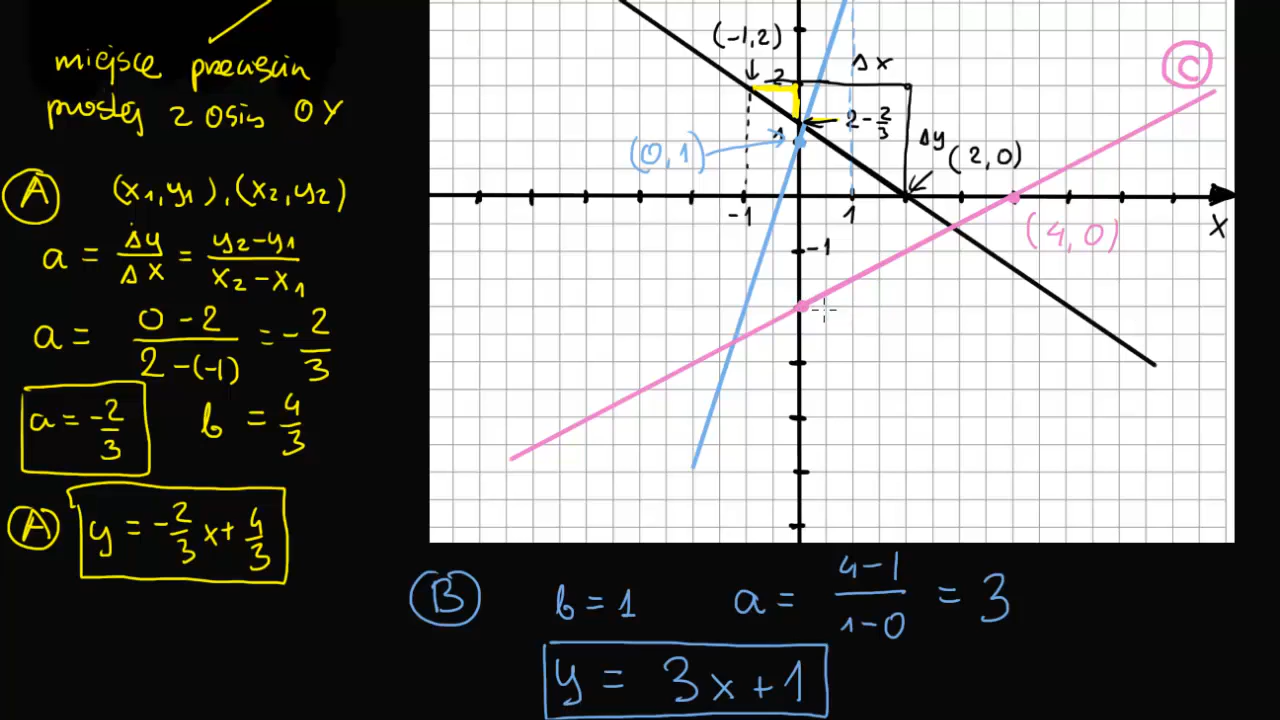 miejsce przecięcia
prostej z osią OY
A (x₁,y₁),(x₂,y₂)
a = Δy/Δx = y₂-y₁/x₂-x₁
a = 0-2/2-(-1) = -2/3
a = -2/3 b = 4/3
A y = -2/3 x + 4/3
(-1,2)
2
Δx
C
1
2-2/3
Δy
(0,1)
(2,0)
-1
1
X
(4,0)
-1
B b = 1 a = 4-1/1-0 = 3
y = 3x+1